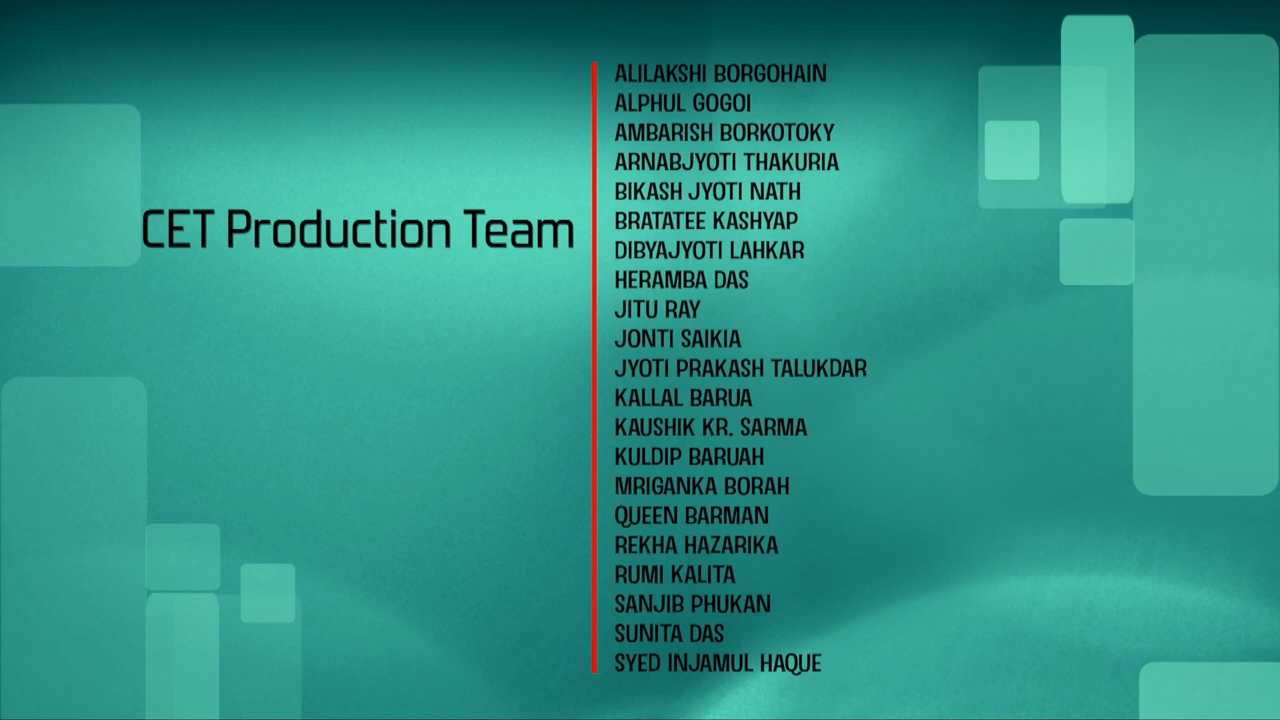 CET Production Team
ALILAKSHI BORGOHAIN
ALPHUL GOGOI
AMBARISH BORKOTOKY
ARNABJYOTI THAKURIA
BIKASH JYOTI NATH
BRATATEE KASHYAP
DIBYAJYOTI LAHKAR
HERAMBA DAS
JITU RAY
JONTI SAIKIA
JYOTI PRAKASH TALUKDAR
KALLAL BARUA
KAUSHIK KR. SARMA
KULDIP BARUAH
MRIGANKA BORAH
QUEEN BARMAN
REKHA HAZARIKA
RUMI KALITA
SANJIB PHUKAN
SUNITA DAS
SYED INJAMUL HAQUE